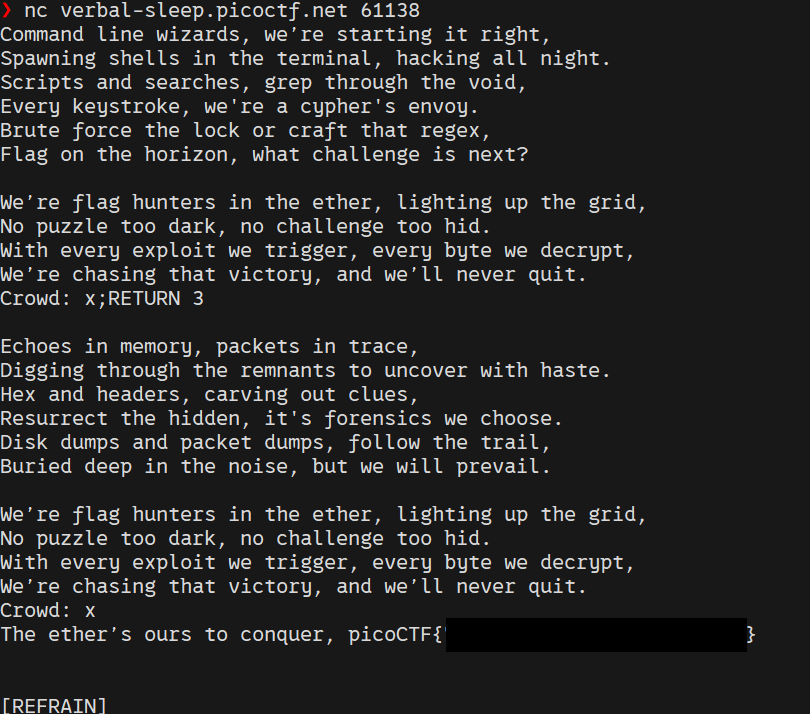 ❯ nc verbal-sleep.picoctf.net 61138
Command line wizards, we’re starting it right,
Spawning shells in the terminal, hacking all night.
Scripts and searches, grep through the void,
Every keystroke, we're a cypher's envoy.
Brute force the lock or craft that regex,
Flag on the horizon, what challenge is next?

We’re flag hunters in the ether, lighting up the grid,
No puzzle too dark, no challenge too hid.
With every exploit we trigger, every byte we decrypt,
We’re chasing that victory, and we’ll never quit.
Crowd: x;RETURN 3

Echoes in memory, packets in trace,
Digging through the remnants to uncover with haste.
Hex and headers, carving out clues,
Resurrect the hidden, it's forensics we choose.
Disk dumps and packet dumps, follow the trail,
Buried deep in the noise, but we will prevail.

We’re flag hunters in the ether, lighting up the grid,
No puzzle too dark, no challenge too hid.
With every exploit we trigger, every byte we decrypt,
We’re chasing that victory, and we’ll never quit.
Crowd: x
The ether’s ours to conquer, picoCTF{ }

[REFRAIN]